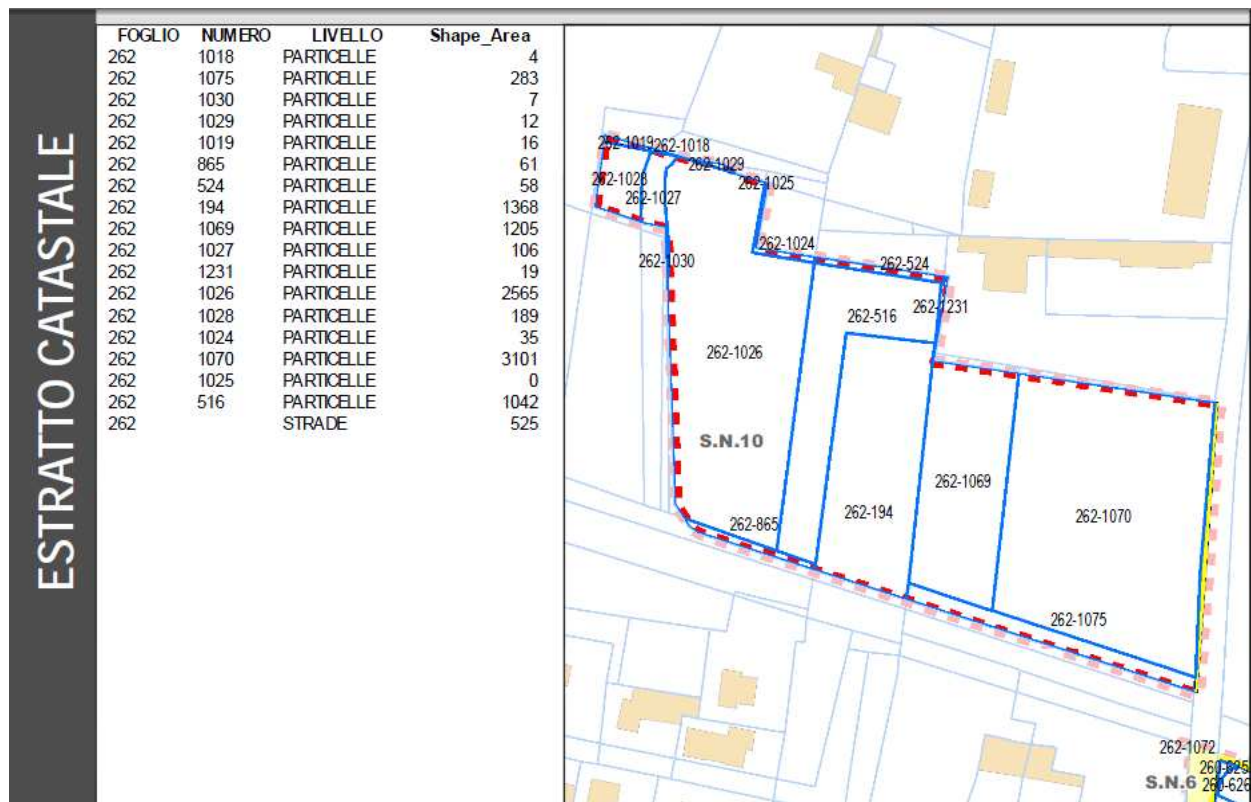 ESTRATTO CATASTALE
FOGLIO NUMERO LIVELLO Shape_Area
262 1018 PARTICELLE 4
262 1075 PARTICELLE 283
262 1030 PARTICELLE 7
262 1029 PARTICELLE 12
262 1019 PARTICELLE 16
262 865 PARTICELLE 61
262 524 PARTICELLE 58
262 194 PARTICELLE 1368
262 1069 PARTICELLE 1205
262 1027 PARTICELLE 106
262 1231 PARTICELLE 19
262 1026 PARTICELLE 2565
262 1028 PARTICELLE 189
262 1024 PARTICELLE 35
262 1070 PARTICELLE 3101
262 1025 PARTICELLE 0
262 516 PARTICELLE 1042
262 STRADE 525
262-1019
262-1018
262-1029
262-1028
262-1025
262-1027
262-1024
262-1030
262-524
262-1231
262-516
262-1026
S.N.10
262-1069
262-865
262-194
262-1070
262-1075
262-1072
260-625
S.N.6
260-626